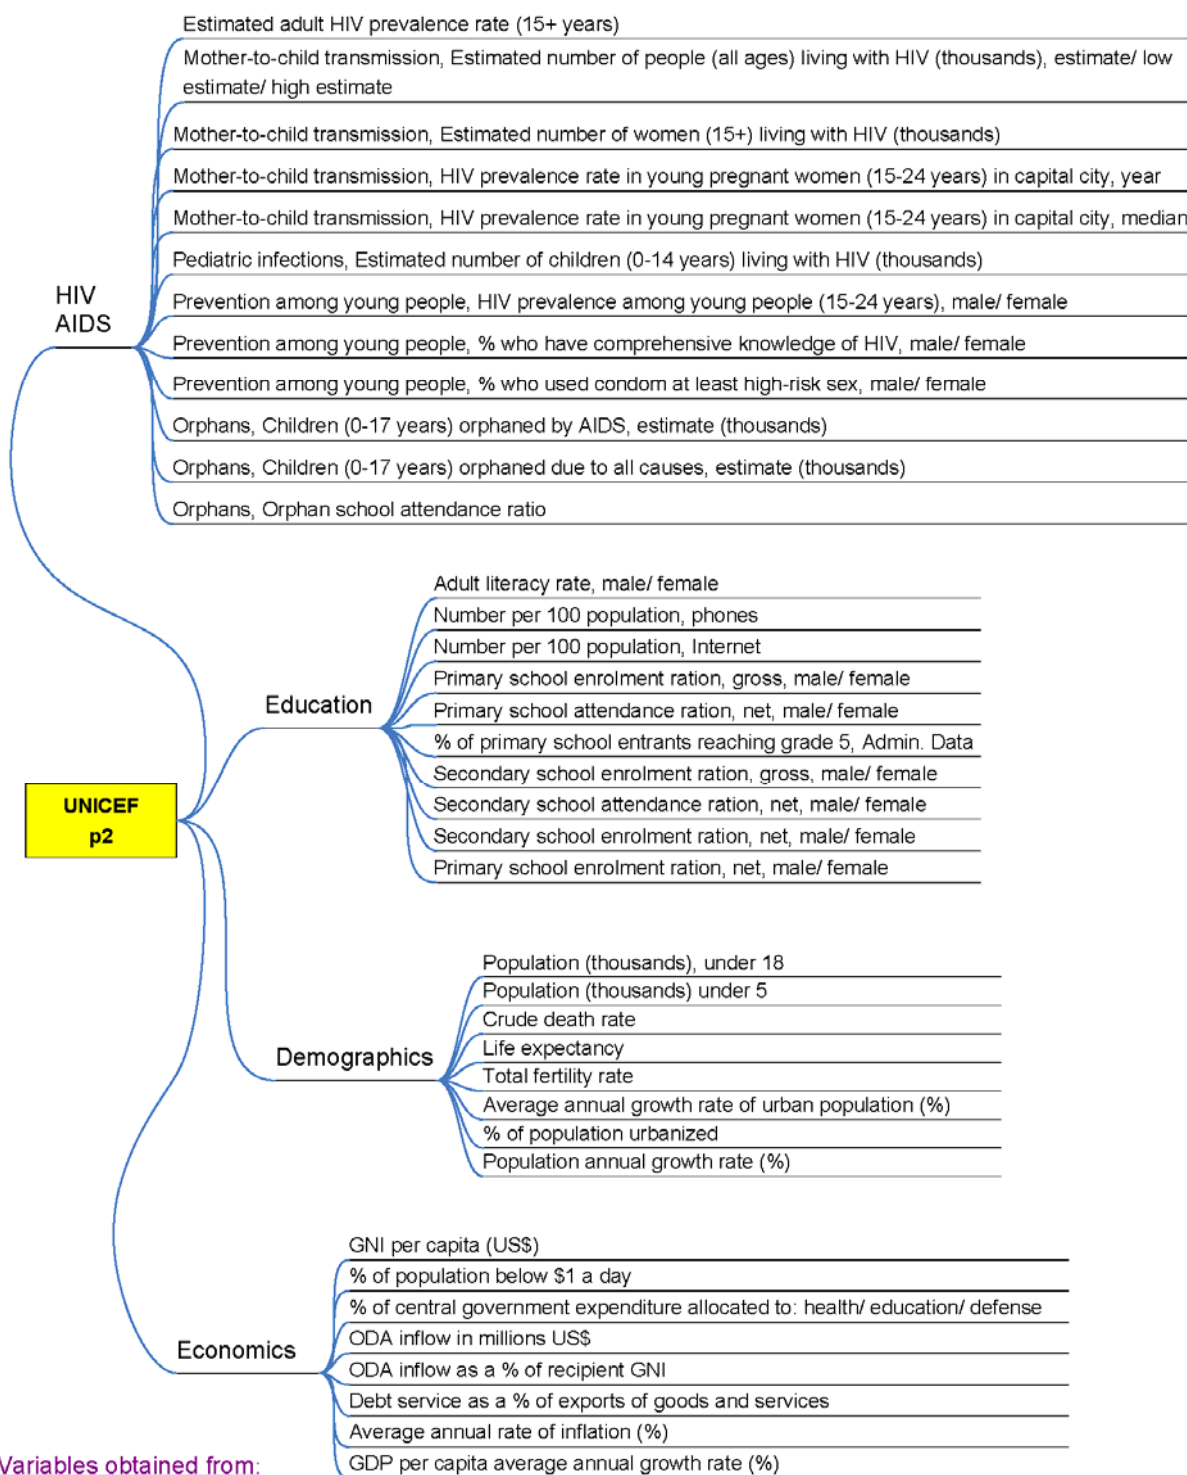 Estimated adult HIV prevalence rate (15+ years)
Mother-to-child transmission, Estimated number of people (all ages) living with HIV (thousands), estimate/ low
estimate/ high estimate
Mother-to-child transmission, Estimated number of women (15+) living with HIV (thousands)
Mother-to-child transmission, HIV prevalence rate in young pregnant women (15-24 years) in capital city, year
Mother-to-child transmission, HIV prevalence rate in young pregnant women (15-24 years) in capital city, median
Pediatric infections, Estimated number of children (0-14 years) living with HIV (thousands)
HIV
AIDS
Prevention among young people, HIV prevalence among young people (15-24 years), male/ female
Prevention among young people, % who have comprehensive knowledge of HIV, male/ female
Prevention among young people, % who used condom at least high-risk sex, male/ female
Orphans, Children (0-17 years) orphaned by AIDS, estimate (thousands)
Orphans, Children (0-17 years) orphaned due to all causes, estimate (thousands)
Orphans, Orphan school attendance ratio
Adult literacy rate, male/ female
Number per 100 population, phones
Number per 100 population, Internet
Primary school enrolment ration, gross, male/ female
Education
Primary school attendance ration, net, male/ female
% of primary school entrants reaching grade 5, Admin. Data
Secondary school enrolment ration, gross, male/ female
Secondary school attendance ration, net, male/ female
Secondary school enrolment ration, net, male/ female
Primary school enrolment ration, net, male/ female
UNICEF
p2
Population (thousands), under 18
Population (thousands) under 5
Crude death rate
Life expectancy
Demographics
Total fertility rate
Average annual growth rate of urban population (%)
% of population urbanized
Population annual growth rate (%)
GNI per capita (US$)
% of population below $1 a day
% of central government expenditure allocated to: health/ education/ defense
ODA inflow in millions US$
Economics
ODA inflow as a % of recipient GNI
Debt service as a % of exports of goods and services
Average annual rate of inflation (%)
GDP per capita average annual growth rate (%)
Variables obtained from: